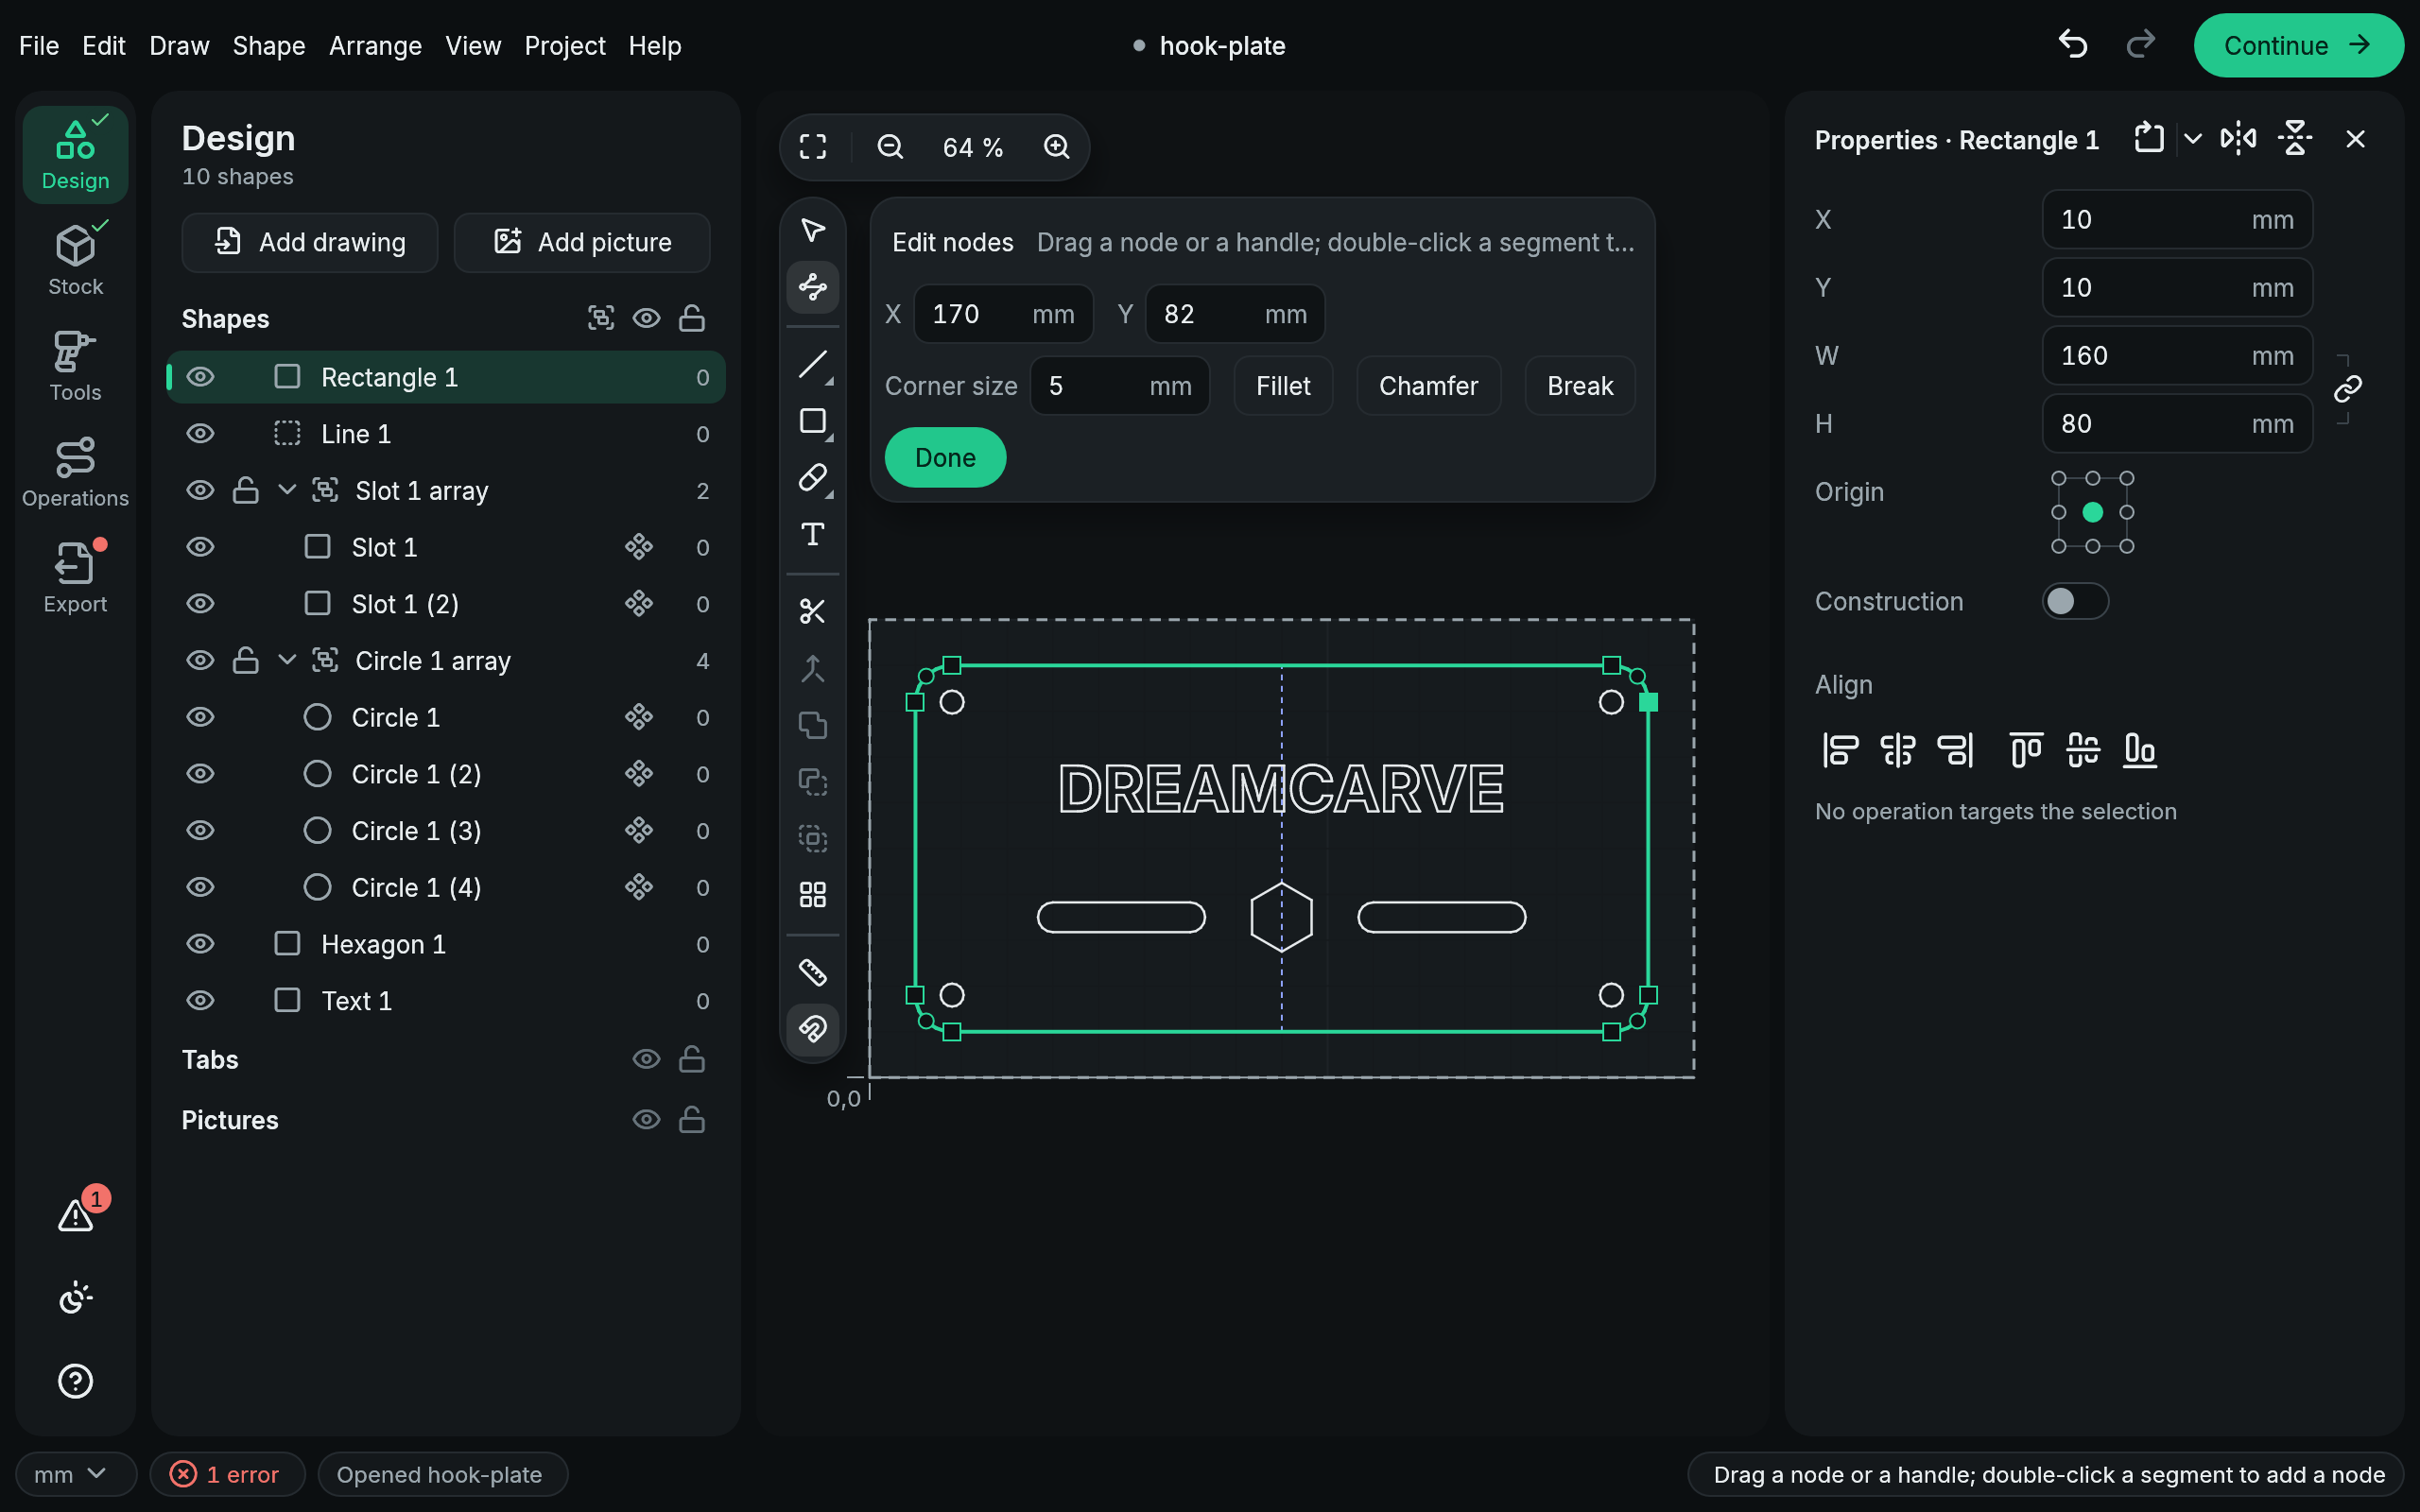 File Edit Draw Shape Arrange View Project Help
hook-plate
Continue
Design
Stock
Tools
Operations
Export
1
Design
10 shapes
Add drawing Add picture
Shapes
Rectangle 1 0
Line 1 0
Slot 1 array 2
Slot 1 0
Slot 1 (2) 0
Circle 1 array 4
Circle 1 0
Circle 1 (2) 0
Circle 1 (3) 0
Circle 1 (4) 0
Hexagon 1 0
Text 1 0
Tabs
Pictures
64 %
Edit nodes Drag a node or a handle; double-click a segment t...
X 170 mm Y 82 mm
Corner size 5 mm Fillet Chamfer Break
Done
DREAMCARVE
0,0
Properties · Rectangle 1
X 10 mm
Y 10 mm
W 160 mm
H 80 mm
Origin
Construction
Align
No operation targets the selection
mm 1 error Opened hook-plate
Drag a node or a handle; double-click a segment to add a node